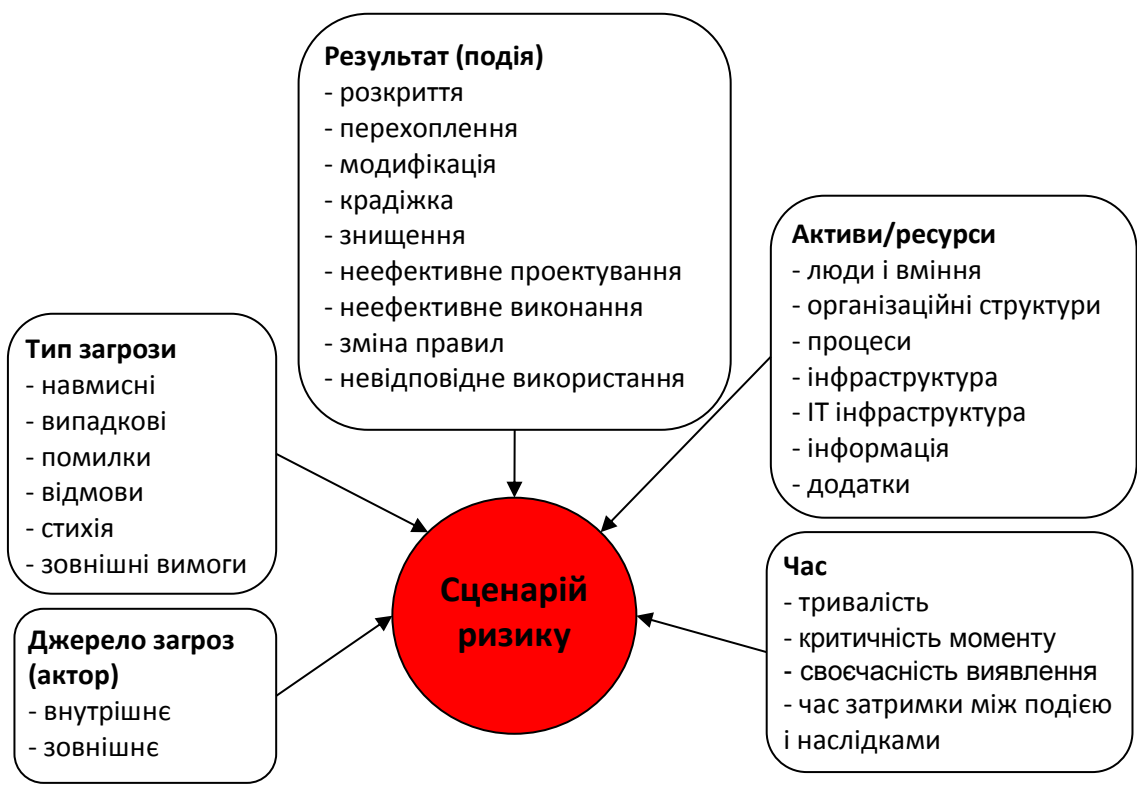 Результат (подія)
- розкриття
- перехоплення
- модифікація
- крадіжка
- знищення
- неефективне проектування
- неефективне виконання
- зміна правил
- невідповідне використання
Активи/ресурси
- люди і вміння
- організаційні структури
- процеси
- інфраструктура
- ІТ інфраструктура
- інформація
- додатки
Тип загрози
- навмисні
- випадкові
- помилки
- відмови
- стихія
- зовнішні вимоги
Сценарій
ризику
Час
- тривалість
- критичність моменту
- своєчасність виявлення
- час затримки між подією
і наслідками
Джерело загроз
(актор)
- внутрішнє
- зовнішнє